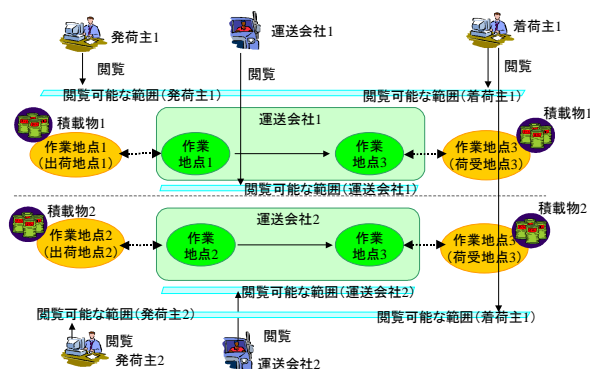 発荷主1
運送会社1
着荷主1
閲覧
閲覧
閲覧
閲覧可能な範囲(発荷主1)
閲覧可能な範囲(着荷主1)
積載物1
運送会社1
積載物1
作業地点1
(出荷地点1)
作業
地点1
作業
地点3
作業地点3
(荷受地点3)
閲覧可能な範囲(運送会社1)
積載物2
運送会社2
積載物2
作業地点2
(出荷地点2)
作業
地点2
作業
地点3
作業地点3
(荷受地点3)
閲覧可能な範囲(運送会社2)
閲覧可能な範囲(発荷主2)
閲覧可能な範囲(着荷主1)
閲覧
閲覧
発荷主2
運送会社2